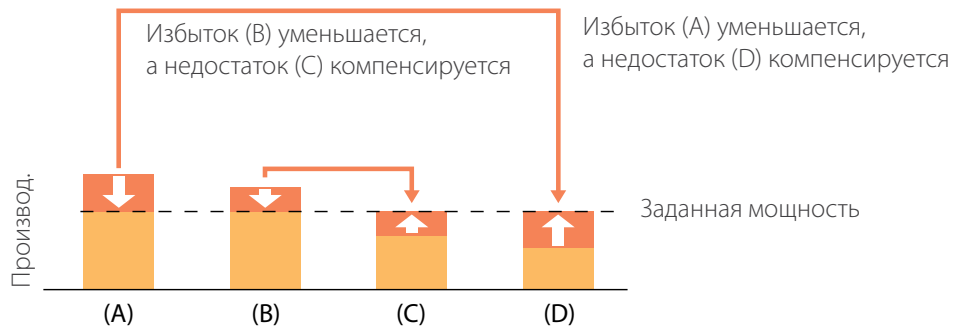 Избыток (B) уменьшается,
а недостаток (C) компенсируется
Избыток (A) уменьшается,
а недостаток (D) компенсируется
Производ.
Заданная мощность
(A)
(B)
(C)
(D)